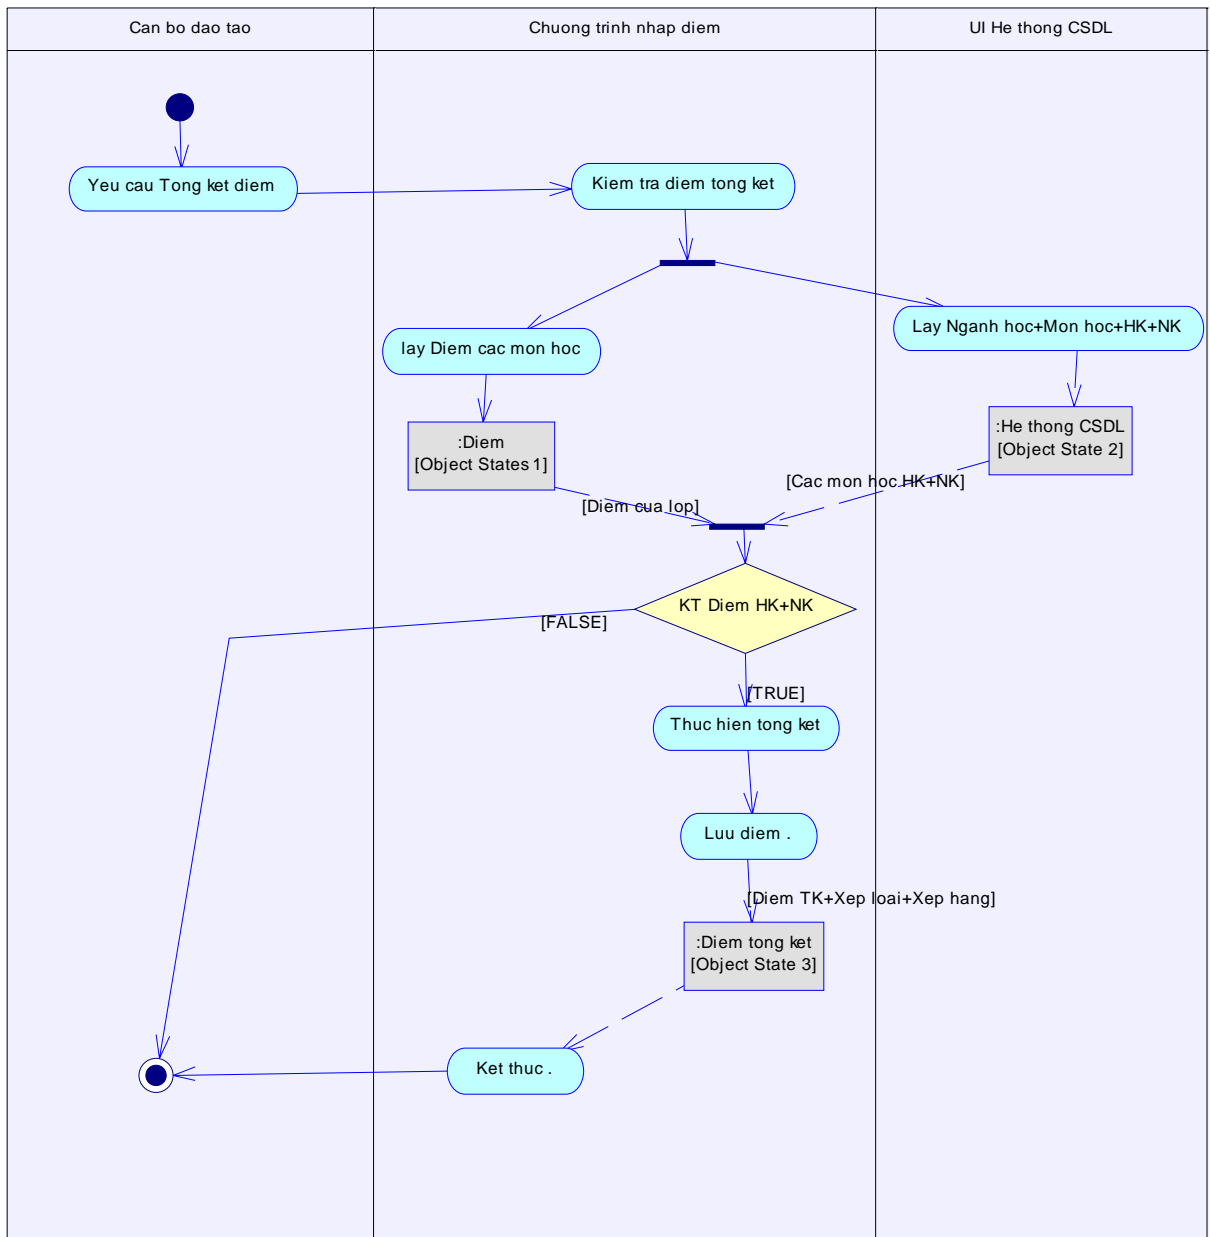 Can bo dao tao
Chuong trinh nhap diem
UI He thong CSDL
Yeu cau Tong ket diem
Kiem tra diem tong ket
Lay Nganh hoc+Mon hoc+HK+NK
lay Diem cac mon hoc
:He thong CSDL
[Object State 2]
:Diem
[Object States 1]
[Cac mon hoc HK+NK]
[Diem cua lop]
KT Diem HK+NK
[FALSE]
[TRUE]
Thuc hien tong ket
Luu diem .
[Diem TK+Xep loai+Xep hang]
:Diem tong ket
[Object State 3]
Ket thuc .